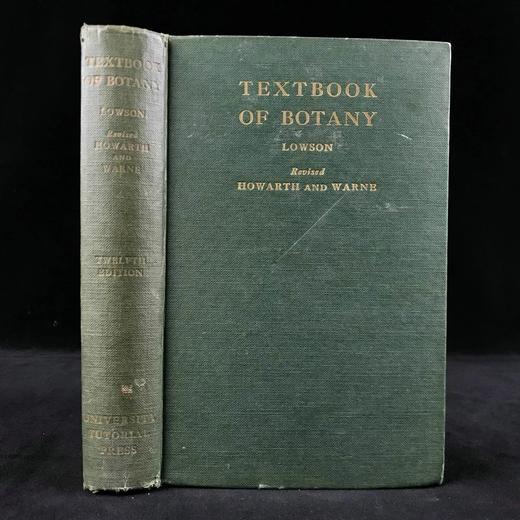 TEXTBOOK
OF BOTANY
LOWSON
Revised
HOWARTH
AND
WARNE
TWELFTH
EDITION
UNIVERSITY
TUTORIAL
PRESS
TEXTBOOK
OF BOTANY
LOWSON
Revised
HOWARTH AND WARNE